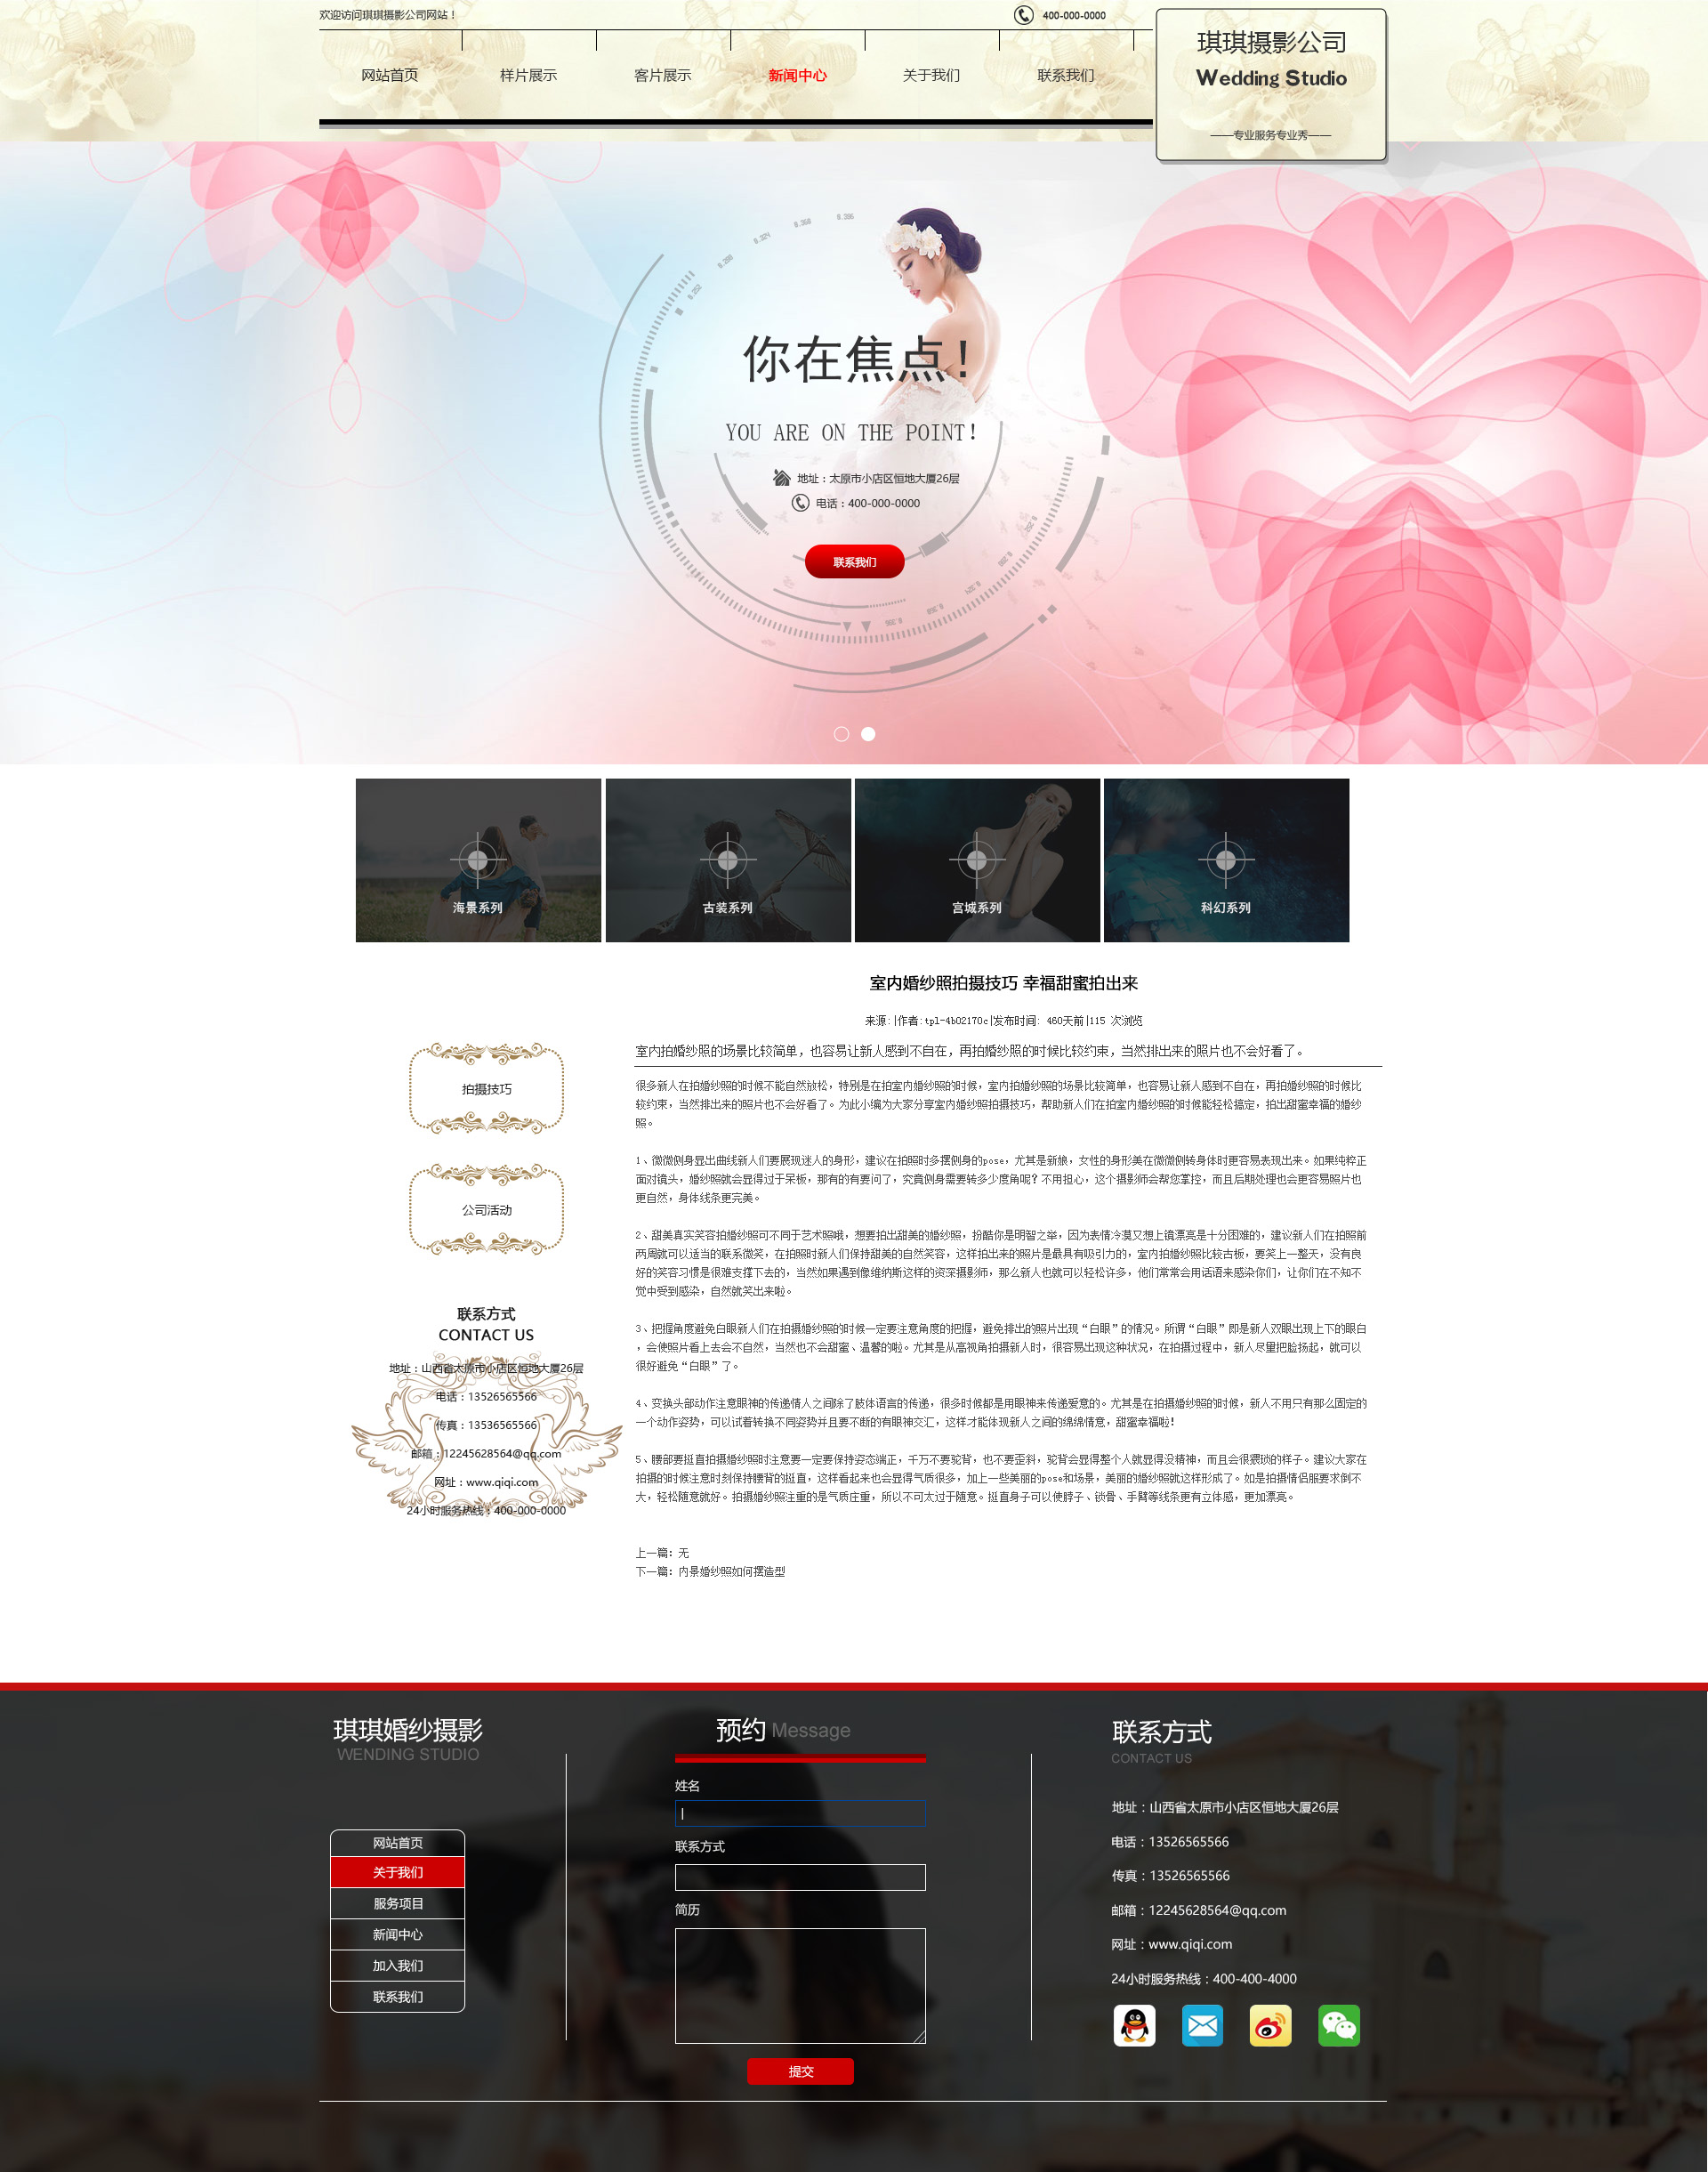 欢迎访问琪琪摄影公司网站！
400-000-0000
网站首页
样片展示
客片展示
新闻中心
关于我们
联系我们
琪琪摄影公司
Wedding Studio
——专业服务专业秀——
你在焦点！
YOU ARE ON THE POINT！
地址：太原市小店区恒地大厦26层
电话：400-000-0000
联系我们
海景系列
古装系列
宫城系列
科幻系列
室内婚纱照拍摄技巧 幸福甜蜜拍出来
来源:|作者:tpl-4b02170c|发布时间: 460天前|115 次浏览
室内拍婚纱照的场景比较简单，也容易让新人感到不自在，再拍婚纱照的时候比较约束，当然排出来的照片也不会好看了。
很多新人在拍婚纱照的时候不能自然放松，特别是在拍室内婚纱照的时候，室内拍婚纱照的场景比较简单，也容易让新人感到不自在，再拍婚纱照的时候比
较约束，当然排出来的照片也不会好看了。为此小编为大家分享室内婚纱照拍摄技巧，帮助新人们在拍室内婚纱照的时候能轻松搞定，拍出甜蜜幸福的婚纱
照。
1、微微侧身显出曲线新人们要展现迷人的身形，建议在拍照时多摆侧身的pose，尤其是新娘，女性的身形美在微微侧转身体时更容易表现出来。如果纯粹正
面对镜头，婚纱照就会显得过于呆板，那有的有要问了，究竟侧身需要转多少度角呢？不用担心，这个摄影师会帮您掌控，而且后期处理也会更容易照片也
更自然，身体线条更完美。
2、甜美真实笑容拍婚纱照可不同于艺术照哦，想要拍出甜美的婚纱照，扮酷你是明智之举，因为表情冷漠又想上镜漂亮是十分困难的，建议新人们在拍照前
两周就可以适当的联系微笑，在拍照时新人们保持甜美的自然笑容，这样拍出来的照片是最具有吸引力的，室内拍婚纱照比较古板，要笑上一整天，没有良
好的笑容习惯是很难支撑下去的，当然如果遇到像维纳斯这样的资深摄影师，那么新人也就可以轻松许多，他们常常会用话语来感染你们，让你们在不知不
觉中受到感染，自然就笑出来啦。
3、把握角度避免白眼新人们在拍摄婚纱照的时候一定要注意角度的把握，避免排出的照片出现“白眼”的情况。所谓“白眼”即是新人双眼出现上下的眼白
，会使照片看上去会不自然，当然也不会甜蜜、温馨的啦。尤其是从高视角拍摄新人时，很容易出现这种状况，在拍摄过程中，新人尽量把脸扬起，就可以
很好避免“白眼”了。
4、变换头部动作注意眼神的传递情人之间除了肢体语言的传递，很多时候都是用眼神来传递爱意的。尤其是在拍摄婚纱照的时候，新人不用只有那么固定的
一个动作姿势，可以试着转换不同姿势并且要不断的有眼神交汇，这样才能体现新人之间的绵绵情意，甜蜜幸福啦！
5、腰部要挺直拍摄婚纱照时注意要一定要保持姿态端正，千万不要驼背，也不要歪斜，驼背会显得整个人就显得没精神，而且会很猥琐的样子。建议大家在
拍摄的时候注意时刻保持腰背的挺直，这样看起来也会显得气质很多，加上一些美丽的pose和场景，美丽的婚纱照就这样形成了。如是拍摄情侣服要求倒不
大，轻松随意就好。拍摄婚纱照注重的是气质庄重，所以不可太过于随意。挺直身子可以使脖子、锁骨、手臂等线条更有立体感，更加漂亮。
上一篇：无
下一篇：内景婚纱照如何摆造型
拍摄技巧
公司活动
联系方式
CONTACT US
地址：山西省太原市小店区恒地大厦26层
电话：13526565566
传真：13536565566
邮箱：12245628564@qq.com
网址：www.qiqi.com
24小时服务热线：400-000-0000
琪琪婚纱摄影
WENDING STUDIO
网站首页
关于我们
服务项目
新闻中心
加入我们
联系我们
预约 Message
姓名
联系方式
简历
提交
联系方式
CONTACT US
地址：山西省太原市小店区恒地大厦26层
电话：13526565566
传真：13526565566
邮箱：12245628564@qq.com
网址：www.qiqi.com
24小时服务热线：400-400-4000